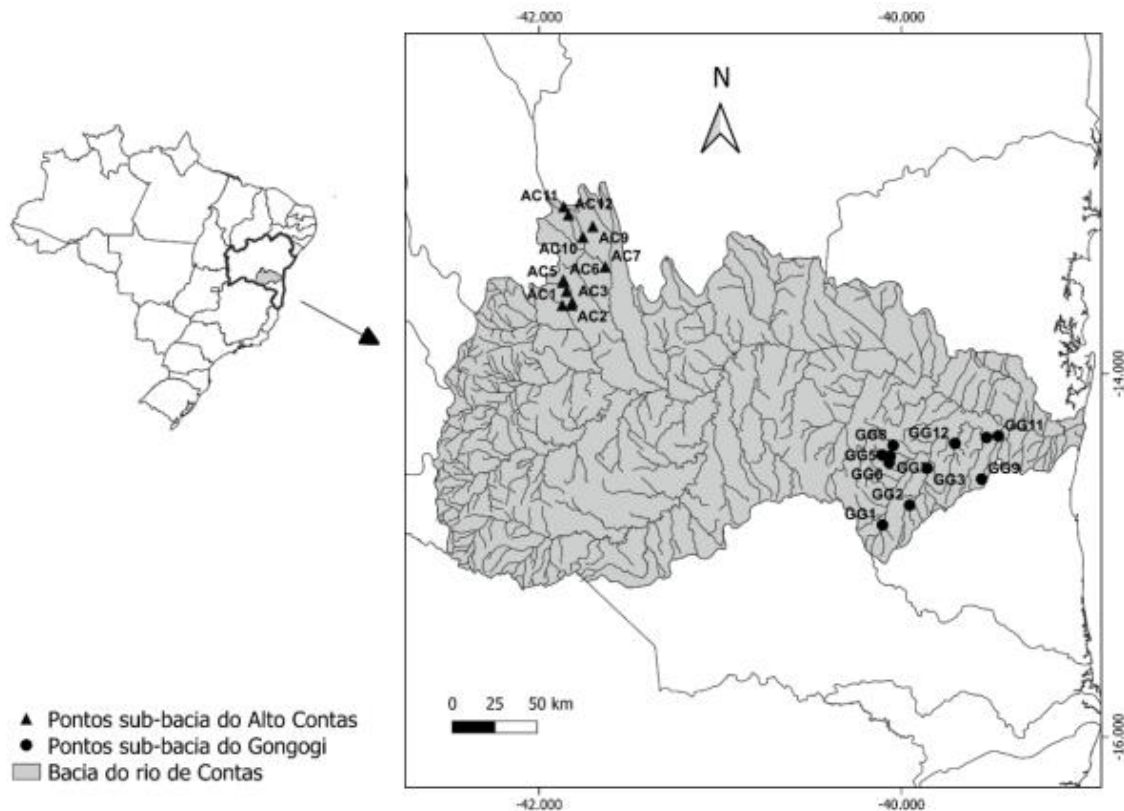 -42.000
-40.000
N
AC11
AC12
AC10
AC9
AC7
AC5
AC6
AC1
AC3
AC2
-14.000
GG8
GG12
GG11
GG5
GG6
GG3
GG9
GG2
GG1
0 25 50 km
▲ Pontos sub-bacia do Alto Contas
● Pontos sub-bacia do Gongogi
Bacia do rio de Contas
-16.000
-42.000
-40.000